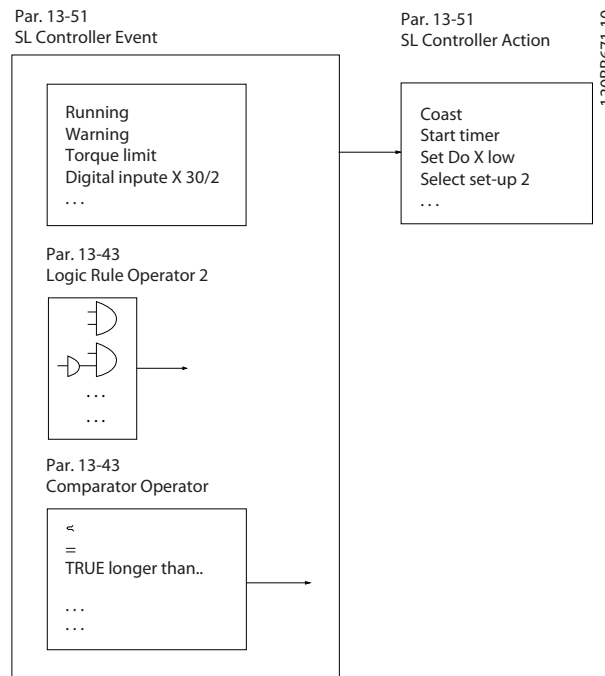 Par. 13-51
SL Controller Event
Running
Warning
Torque limit
Digital inpute X 30/2
. . .
Par. 13-43
Logic Rule Operator 2
. . .
. . .
Par. 13-43
Comparator Operator
=
TRUE longer than..
. . .
. . .
Par. 13-51
SL Controller Action
Coast
Start timer
Set Do X low
Select set-up 2
. . .